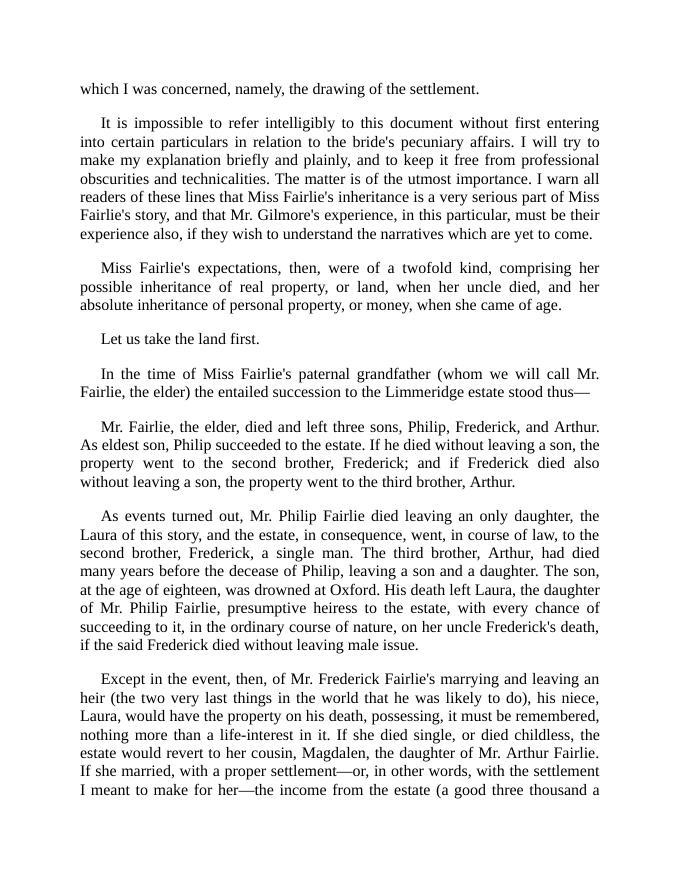 which I was concerned, namely, the drawing of the settlement.
It is impossible to refer intelligibly to this document without first entering
into certain particulars in relation to the bride's pecuniary affairs. I will try to
make my explanation briefly and plainly, and to keep it free from professional
obscurities and technicalities. The matter is of the utmost importance. I warn all
readers of these lines that Miss Fairlie's inheritance is a very serious part of Miss
Fairlie's story, and that Mr. Gilmore's experience, in this particular, must be their
experience also, if they wish to understand the narratives which are yet to come.
Miss Fairlie's expectations, then, were of a twofold kind, comprising her
possible inheritance of real property, or land, when her uncle died, and her
absolute inheritance of personal property, or money, when she came of age.
Let us take the land first.
In the time of Miss Fairlie's paternal grandfather (whom we will call Mr.
Fairlie, the elder) the entailed succession to the Limmeridge estate stood thus—
Mr. Fairlie, the elder, died and left three sons, Philip, Frederick, and Arthur.
As eldest son, Philip succeeded to the estate. If he died without leaving a son, the
property went to the second brother, Frederick; and if Frederick died also
without leaving a son, the property went to the third brother, Arthur.
As events turned out, Mr. Philip Fairlie died leaving an only daughter, the
Laura of this story, and the estate, in consequence, went, in course of law, to the
second brother, Frederick, a single man. The third brother, Arthur, had died
many years before the decease of Philip, leaving a son and a daughter. The son,
at the age of eighteen, was drowned at Oxford. His death left Laura, the daughter
of Mr. Philip Fairlie, presumptive heiress to the estate, with every chance of
succeeding to it, in the ordinary course of nature, on her uncle Frederick's death,
if the said Frederick died without leaving male issue.
Except in the event, then, of Mr. Frederick Fairlie's marrying and leaving an
heir (the two very last things in the world that he was likely to do), his niece,
Laura, would have the property on his death, possessing, it must be remembered,
nothing more than a life-interest in it. If she died single, or died childless, the
estate would revert to her cousin, Magdalen, the daughter of Mr. Arthur Fairlie.
If she married, with a proper settlement—or, in other words, with the settlement
I meant to make for her—the income from the estate (a good three thousand a